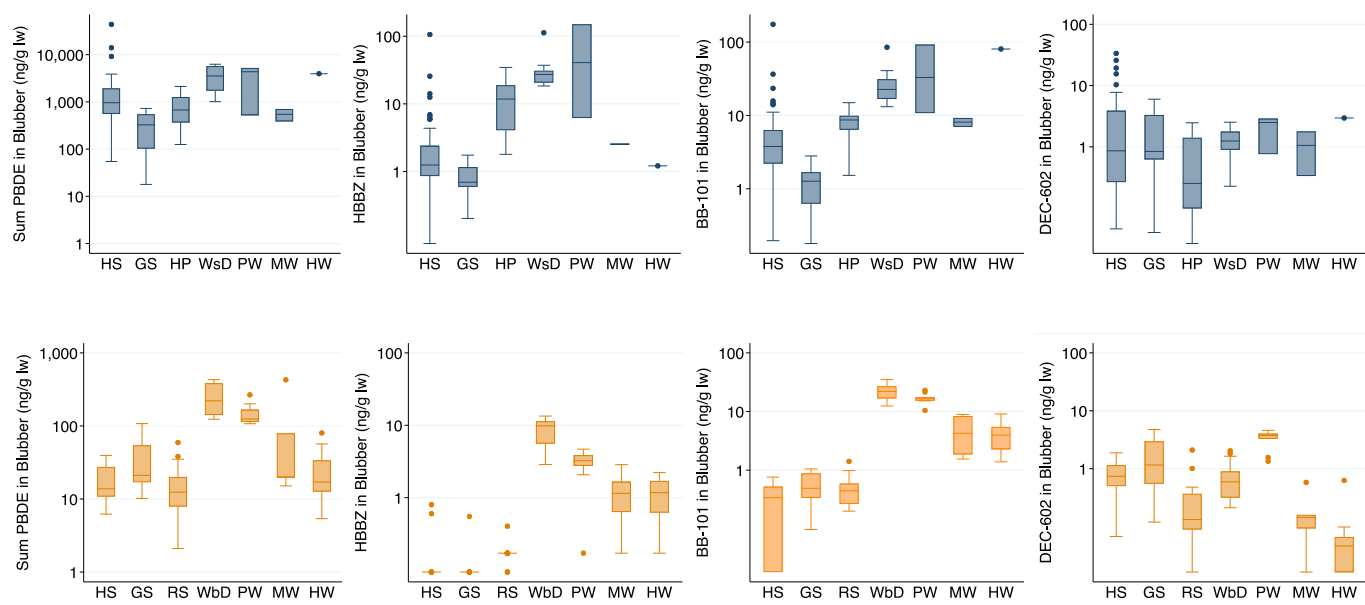 Sum PBDE in Blubber (ng/g lw)
10,000
1,000
100
10
1
HS GS HP WsD PW MW HW
HBBZ in Blubber (ng/g lw)
100
10
1
HS GS HP WsD PW MW HW
BB-101 in Blubber (ng/g lw)
100
10
1
HS GS HP WsD PW MW HW
DEC-602 in Blubber (ng/g lw)
100
10
1
HS GS HP WsD PW MW HW
Sum PBDE in Blubber (ng/g lw)
1,000
100
10
1
HS GS RS WbD PW MW HW
HBBZ in Blubber (ng/g lw)
100
1
HS GS RS WbD PW MW HW
BB-101 in Blubber (ng/g lw)
100
10
1
HS GS RS WbD PW MW HW
DEC-602 in Blubber (ng/g lw)
100
10
1
HS GS RS WbD PW MW HW